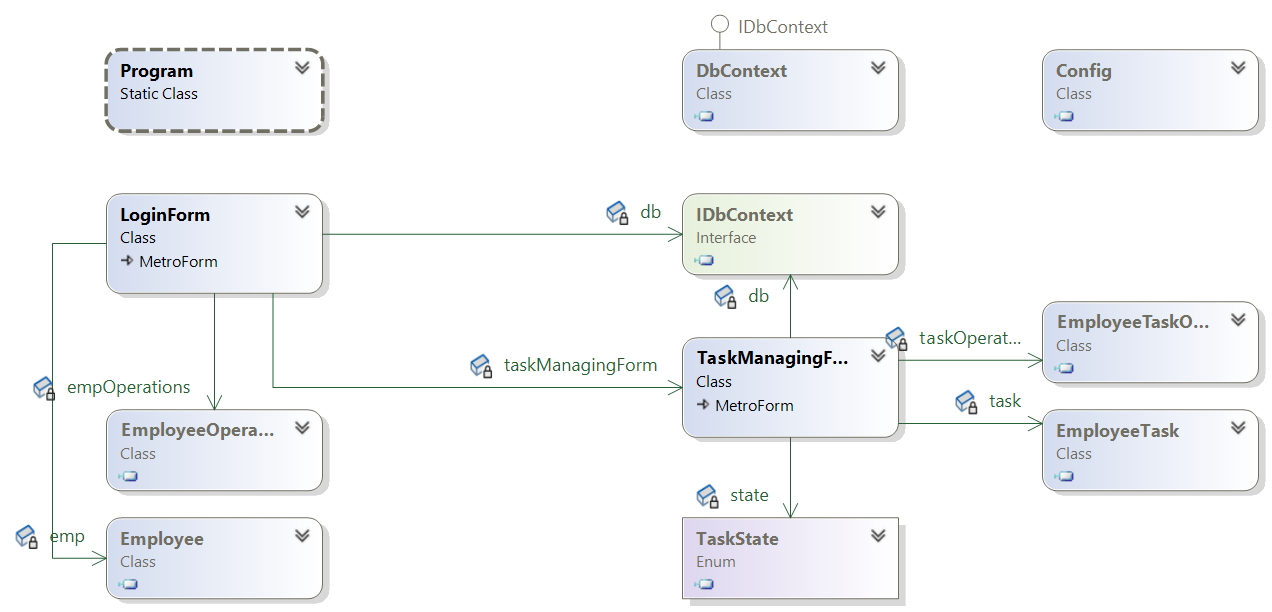 IDbContext
Program
Static Class
DbContext
Class
Config
Class
LoginForm
Class
MetroForm
db
IDbContext
Interface
db
taskManagingForm
TaskManagingF...
Class
MetroForm
taskOperat...
EmployeeTaskO...
Class
task
EmployeeTask
Class
empOperations
EmployeeOpera...
Class
state
TaskState
Enum
emp
Employee
Class